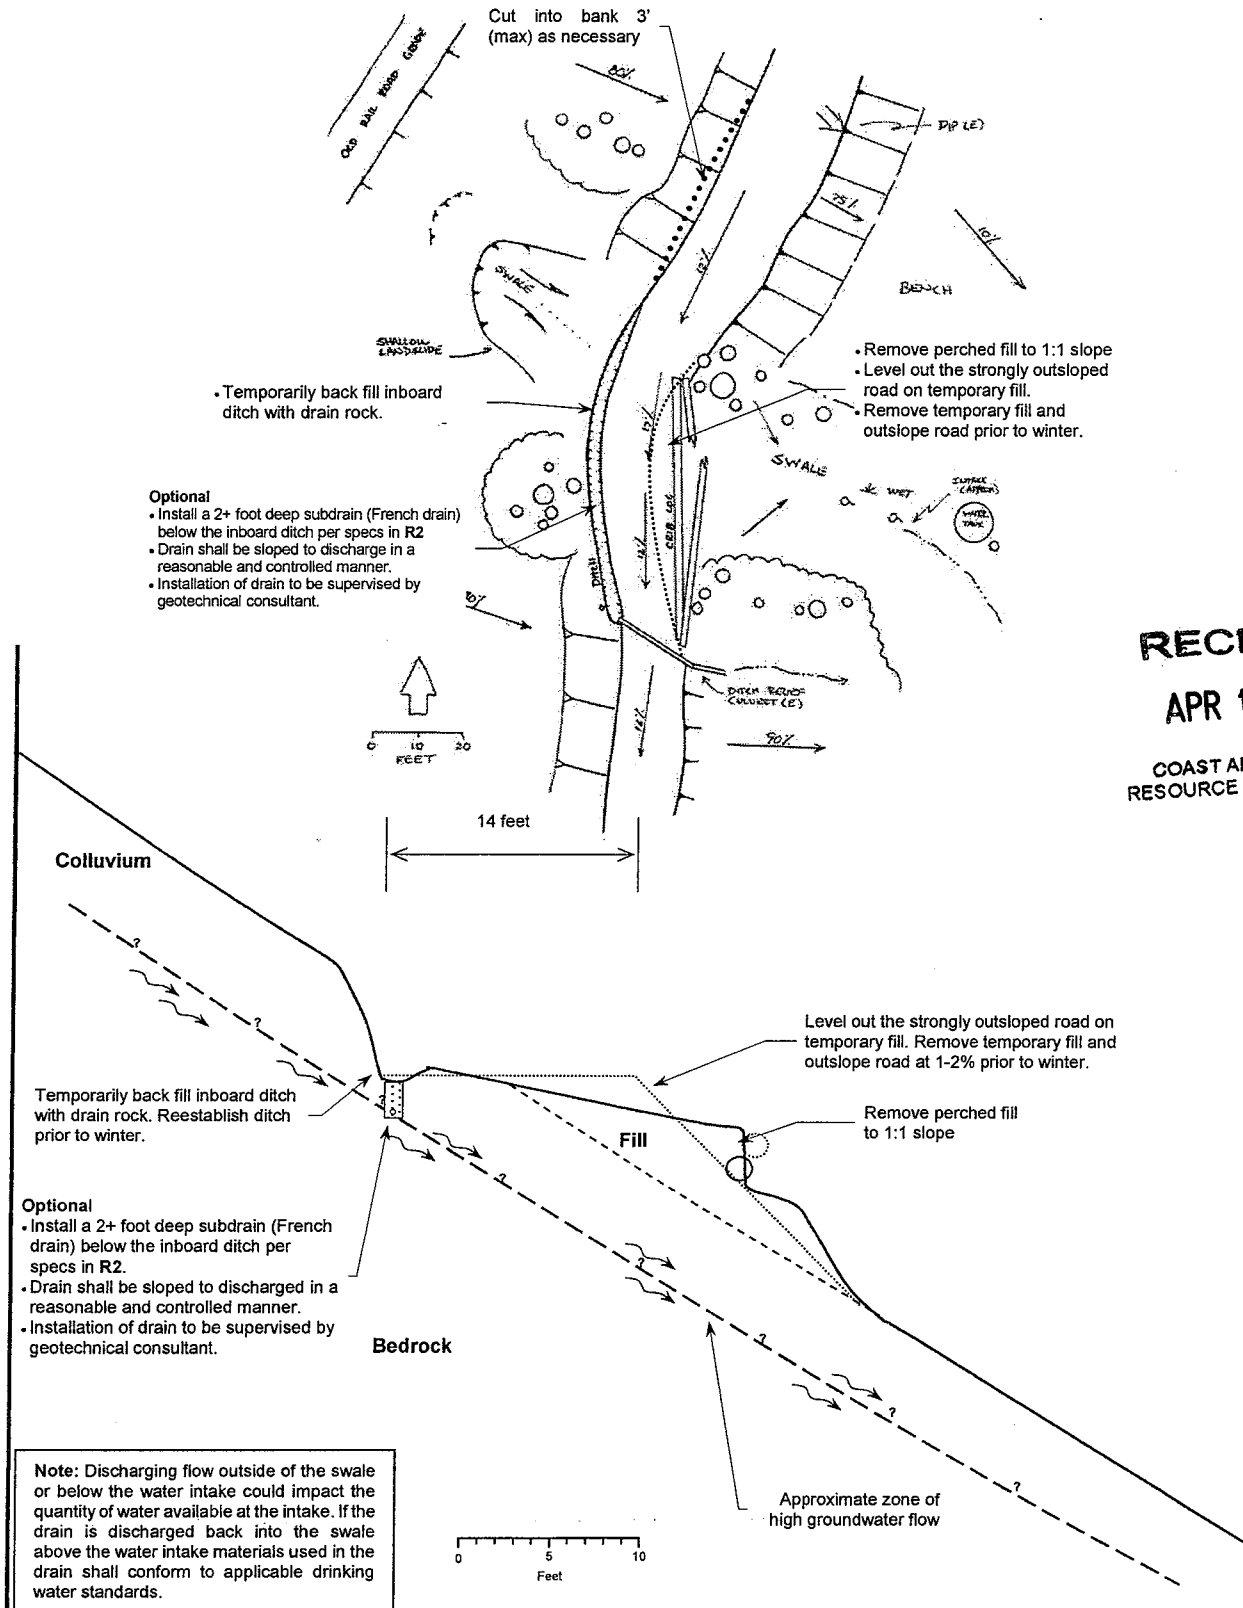 Cut into bank 3'
(max) as necessary
OLD RAIL ROAD GRADE
80%
DIP (E)
75%
10%
12%
BENCH
SWALE
SHALLOW
LANDSLIDE
• Remove perched fill to 1:1 slope
• Level out the strongly outsloped
road on temporary fill.
• Remove temporary fill and
outslope road prior to winter.
• Temporarily back fill inboard
ditch with drain rock.
12%
SWALE
WET
INTAKE
(APPROX)
WATER
TANK
CRIB LOG
Optional
• Install a 2+ foot deep subdrain (French drain)
below the inboard ditch per specs in R2
• Drain shall be sloped to discharge in a
reasonable and controlled manner.
• Installation of drain to be supervised by
geotechnical consultant.
12%
DITCH
DITCH RELIEF
CULVERT (E)
90%
0 10 20
FEET
APR
COAST
RESOURCE
14 feet
Colluvium
?
?
?
?
?
?
?
?
Level out the strongly outsloped road on
temporary fill. Remove temporary fill and
outslope road at 1-2% prior to winter.
Temporarily back fill inboard ditch
with drain rock. Reestablish ditch
prior to winter.
Remove perched fill
to 1:1 slope
Fill
Optional
• Install a 2+ foot deep subdrain (French
drain) below the inboard ditch per
specs in R2.
• Drain shall be sloped to discharged in a
reasonable and controlled manner.
• Installation of drain to be supervised by
geotechnical consultant.
Bedrock
Approximate zone of
high groundwater flow
Note: Discharging flow outside of the swale
or below the water intake could impact the
quantity of water available at the intake. If the
drain is discharged back into the swale
above the water intake materials used in the
drain shall conform to applicable drinking
water standards.
0 5 10
Feet